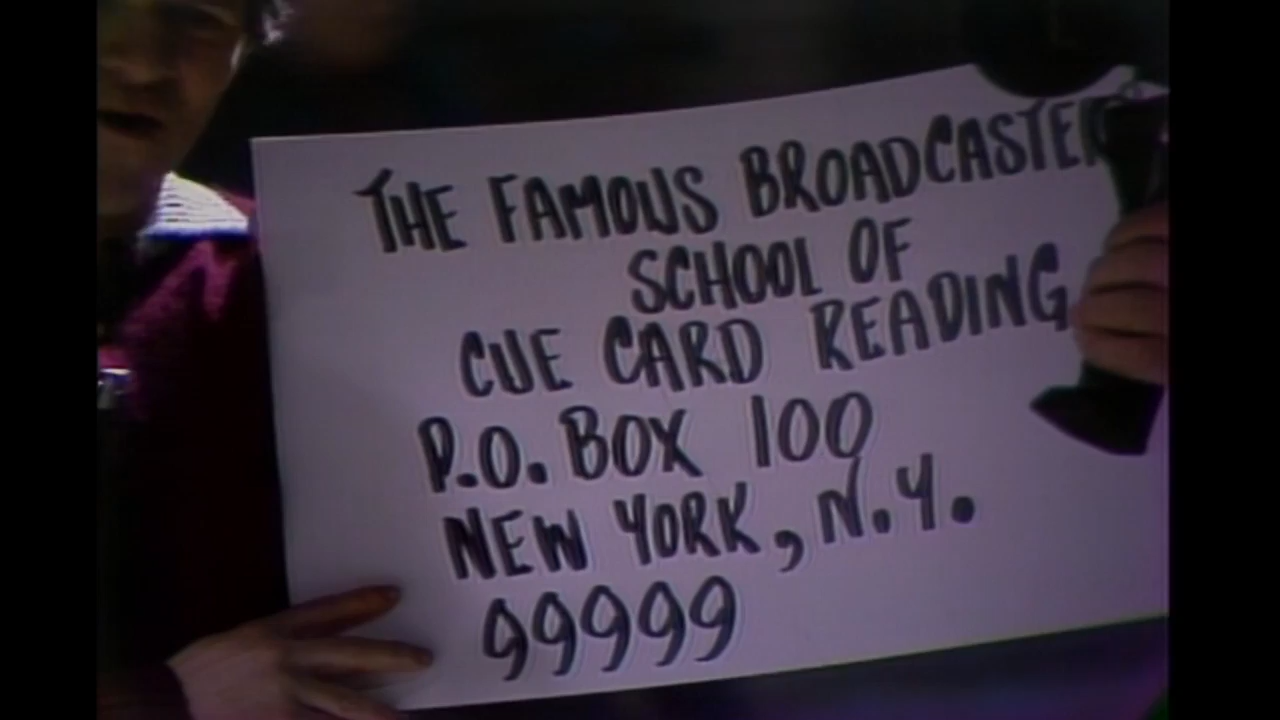 THE FAMOUS BROADCASTER
SCHOOL OF
CUE CARD READING
P.O. BOX 100
NEW YORK, N.Y.
99999